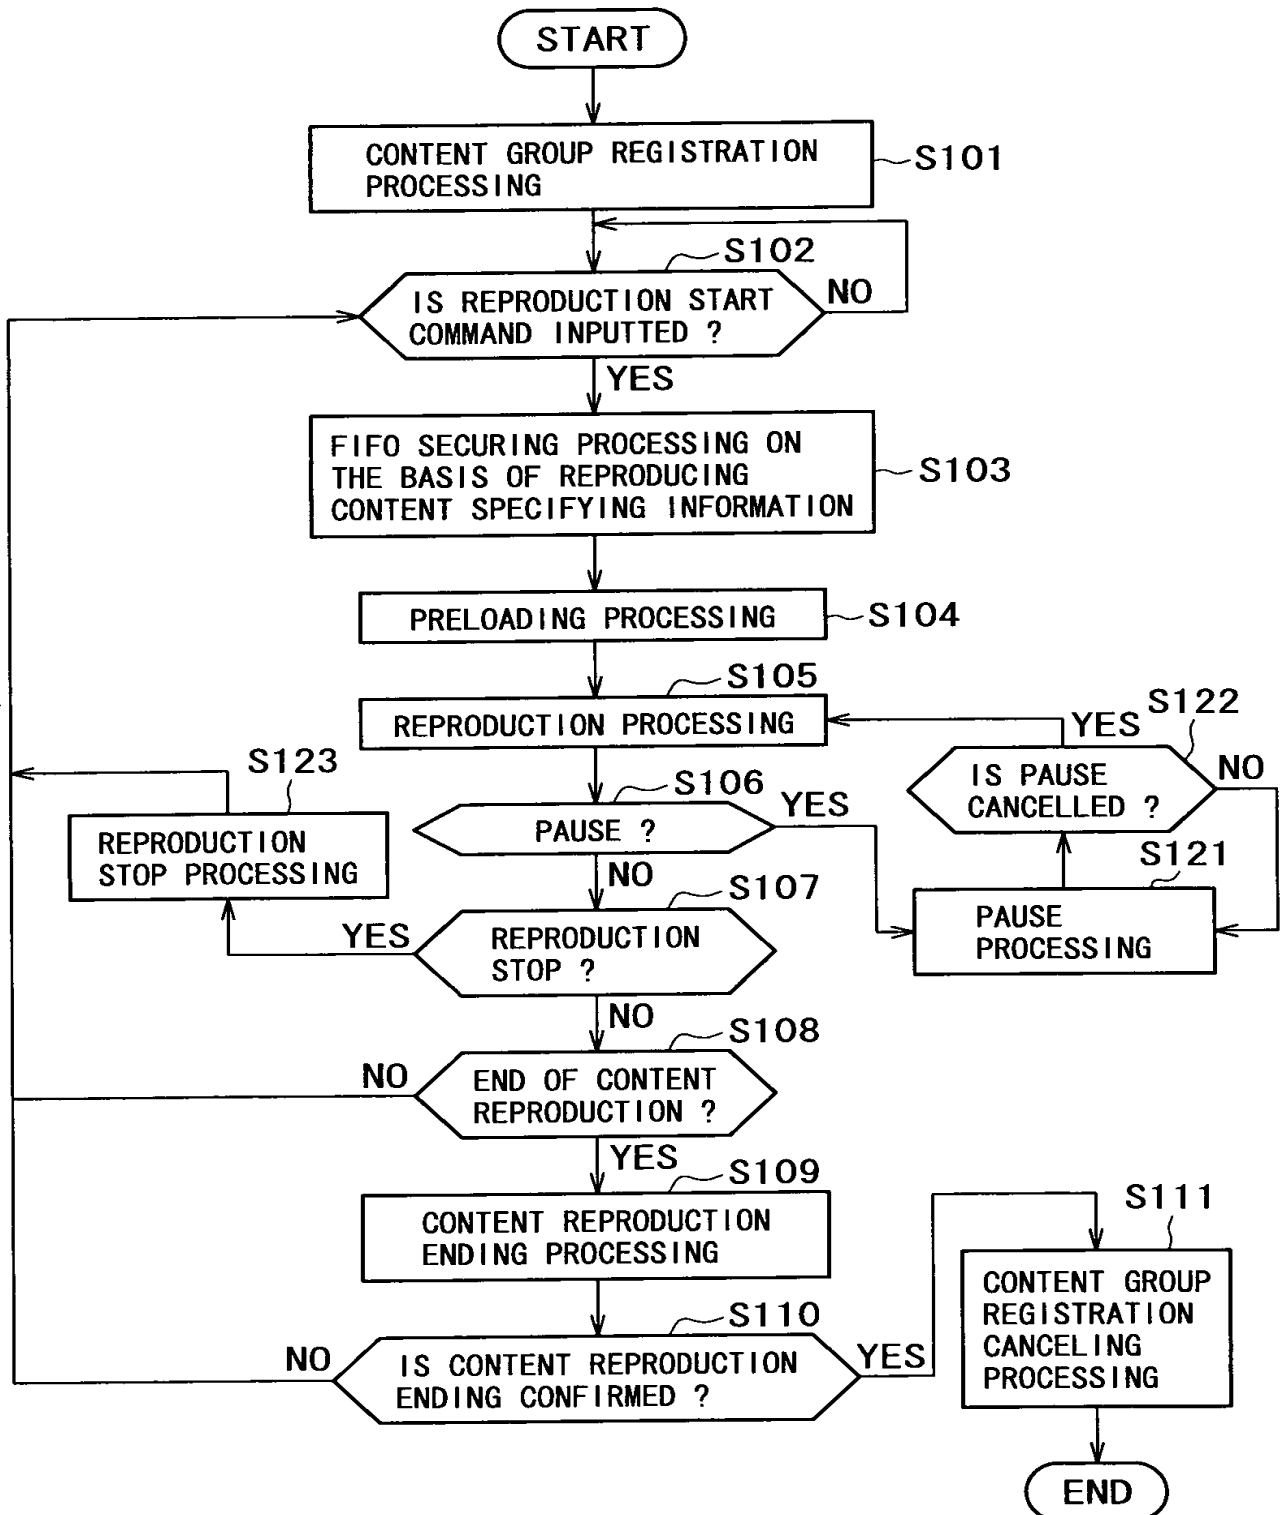 START
CONTENT GROUP REGISTRATION
PROCESSING
S101
S102
IS REPRODUCTION START
COMMAND INPUTTED ?
NO
YES
FIFO SECURING PROCESSING ON
THE BASIS OF REPRODUCING
CONTENT SPECIFYING INFORMATION
S103
PRELOADING PROCESSING
S104
S105
REPRODUCTION PROCESSING
S122
YES
IS PAUSE
CANCELLED ?
NO
S123
REPRODUCTION
STOP PROCESSING
S106
PAUSE ?
YES
NO
S121
PAUSE
PROCESSING
S107
YES
REPRODUCTION
STOP ?
NO
S108
NO
END OF CONTENT
REPRODUCTION ?
YES
S109
CONTENT REPRODUCTION
ENDING PROCESSING
S110
NO
IS CONTENT REPRODUCTION
ENDING CONFIRMED ?
YES
S111
CONTENT GROUP
REGISTRATION
CANCELING
PROCESSING
END